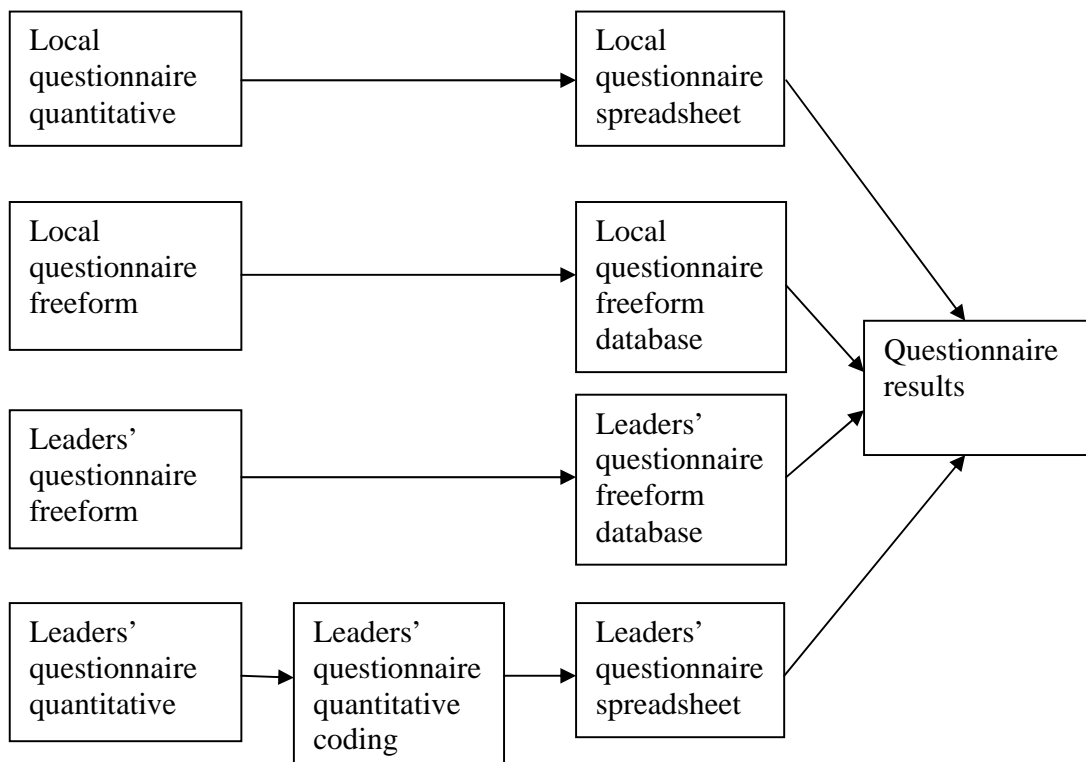 Local
questionnaire
quantitative
Local
questionnaire
spreadsheet
Local
questionnaire
freeform
Local
questionnaire
freeform
database
Questionnaire
results
Leaders’
questionnaire
freeform
Leaders’
questionnaire
freeform
database
Leaders’
questionnaire
quantitative
Leaders’
questionnaire
quantitative
coding
Leaders’
questionnaire
spreadsheet